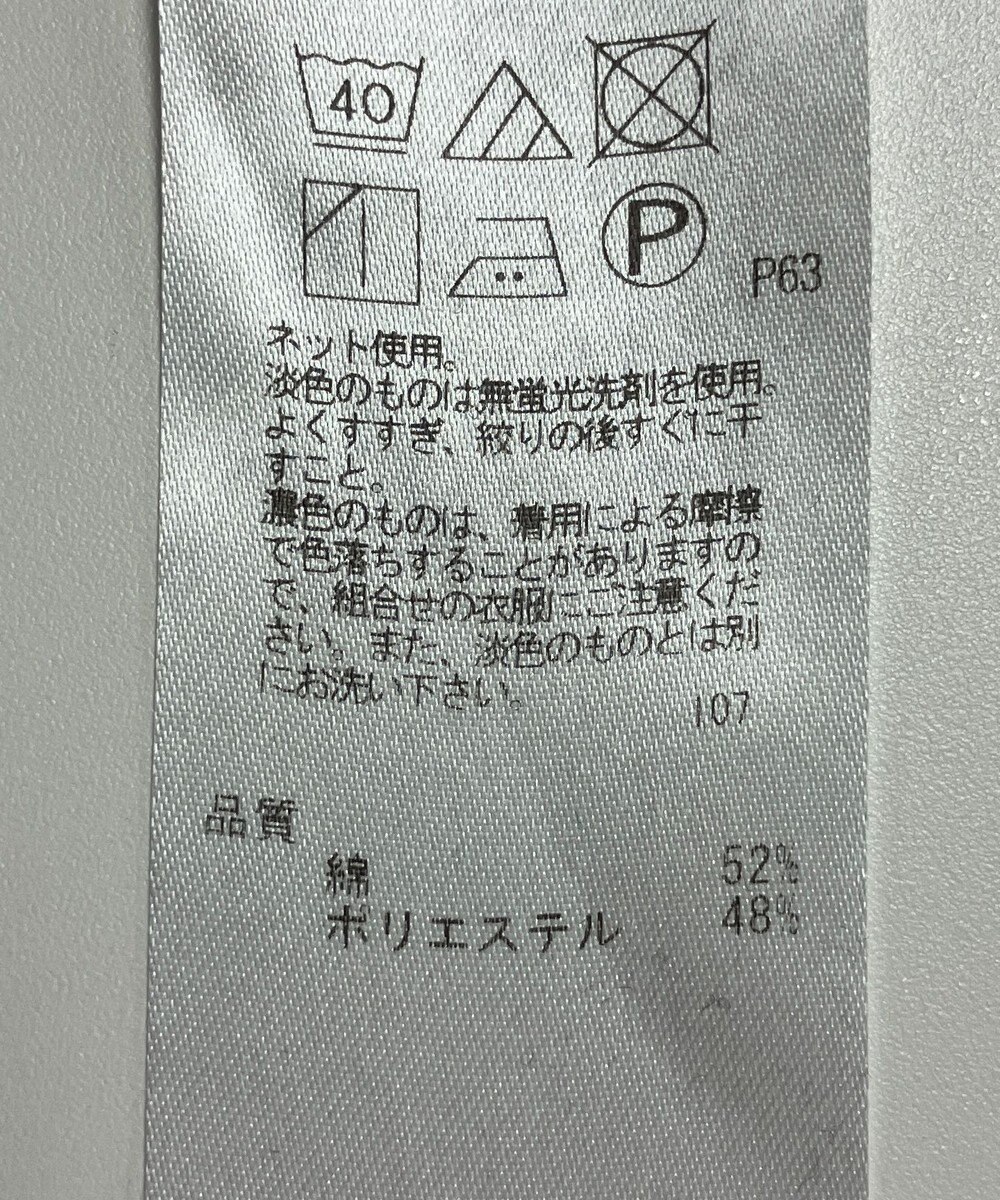 40
P
P63
ネット使用。
淡色のものは無蛍光洗剤を使用。
よくすすぎ、絞りの後すぐに干
すこと。
濃色のものは、着用による摩擦
で色落ちすることがありますの
で、組合せの衣服にご注意くだ
さい。また、淡色のものとは別
にお洗い下さい。
107
品質
綿 52%
ポリエステル 48%